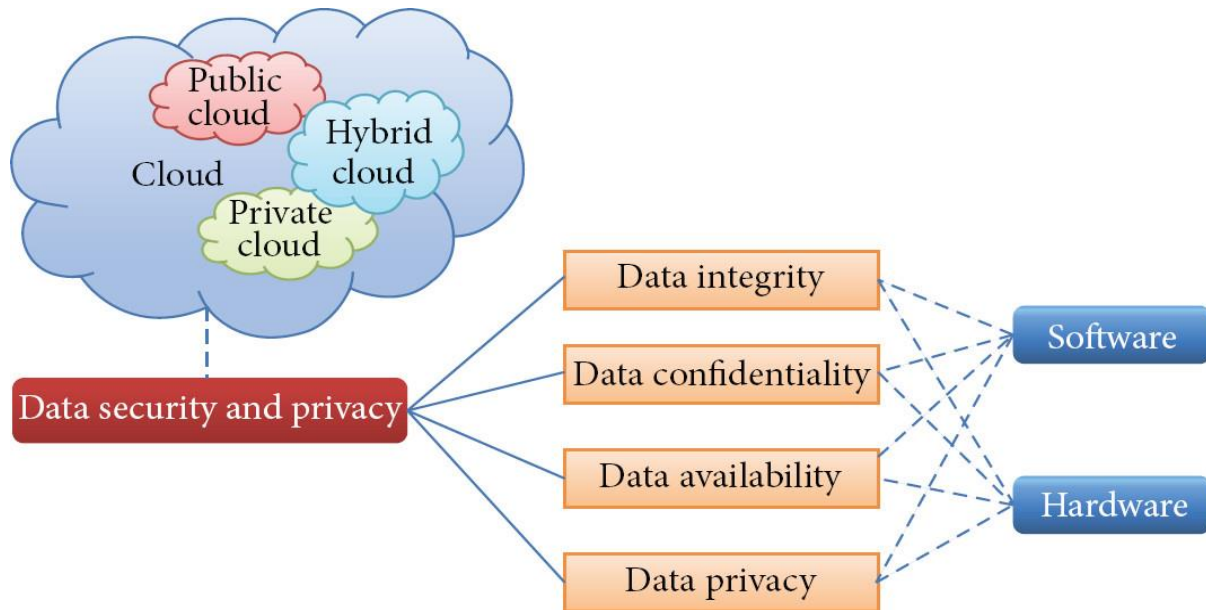 Public
cloud
Hybrid
cloud
Cloud
Private
cloud
Data integrity
Software
Data confidentiality
Data security and privacy
Data availability
Hardware
Data privacy